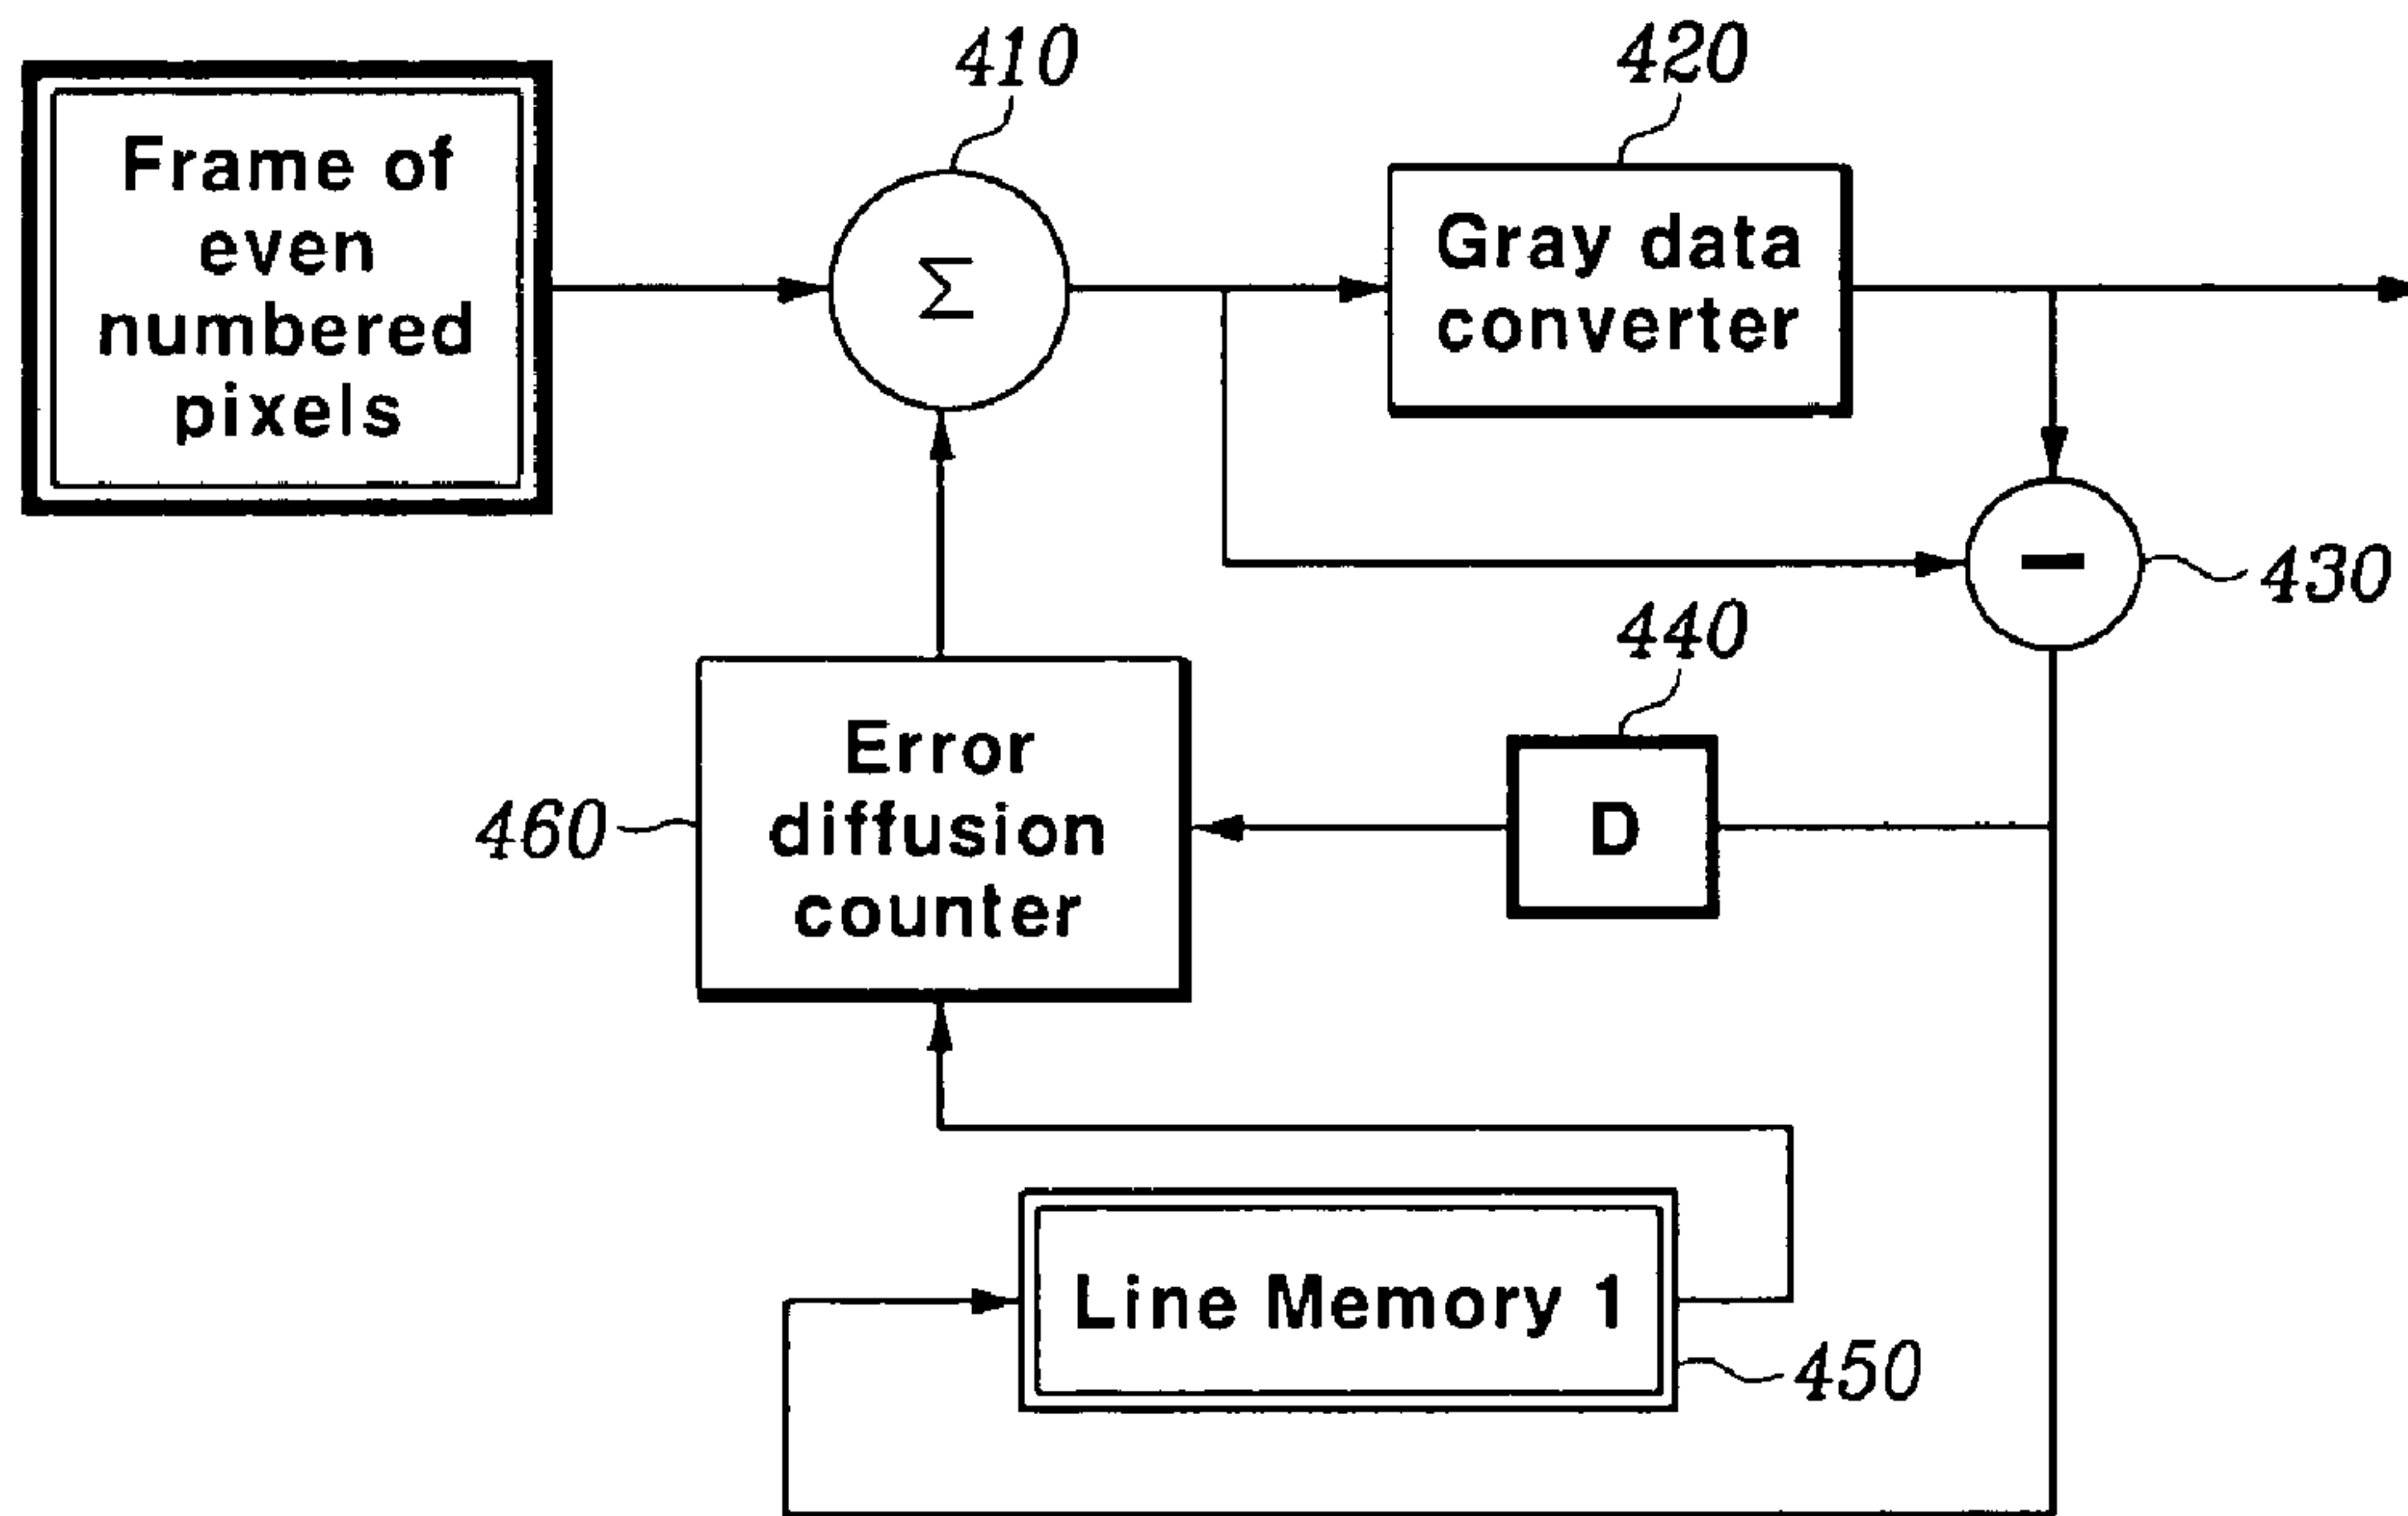 410
420
Frame of
even
numbered
pixels
Σ
Gray data
converter
−
430
440
Error
diffusion
counter
460
D
Line Memory 1
450